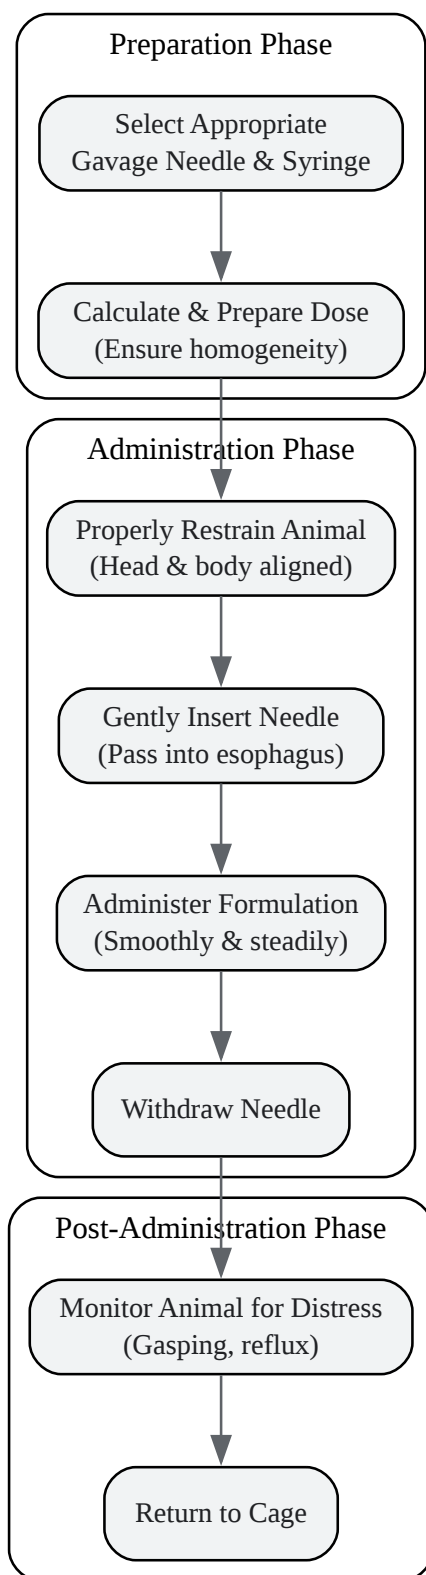 Preparation Phase
Select Appropriate
Gavage Needle & Syringe
Calculate & Prepare Dose
(Ensure homogeneity)
Administration Phase
Properly Restrain Animal
(Head & body aligned)
Gently Insert Needle
(Pass into esophagus)
Administer Formulation
(Smoothly & steadily)
Withdraw Needle
Post-Administration Phase
Monitor Animal for Distress
(Gasping, reflux)
Return to Cage